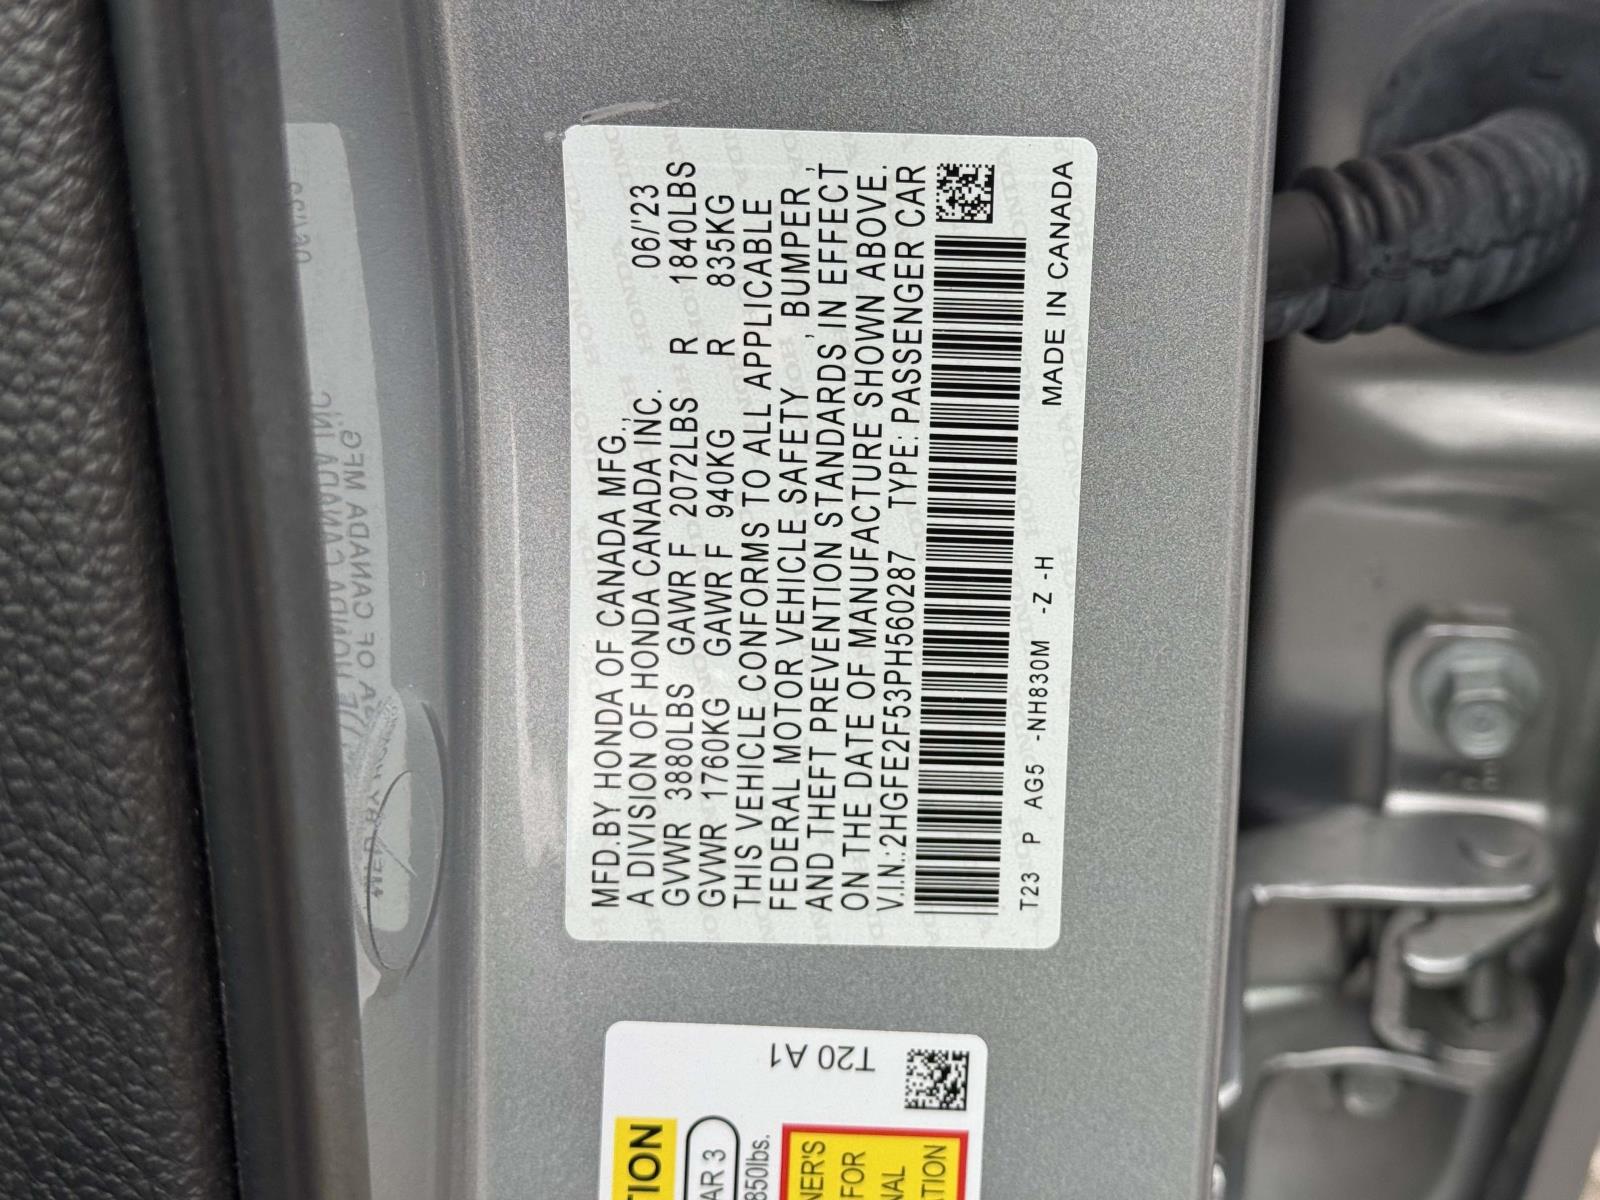 MFD.BY HONDA OF CANADA MFG., 06/'23
A DIVISION OF HONDA CANADA INC.
GVWR 3880LBS GAWR F 2072LBS R 1840LBS
GVWR 1760KG GAWR F 940KG R 835KG
THIS VEHICLE CONFORMS TO ALL APPLICABLE
FEDERAL MOTOR VEHICLE SAFETY , BUMPER ,
AND THEFT PREVENTION STANDARDS, IN EFFECT
ON THE DATE OF MANUFACTURE SHOWN ABOVE.
V.I.N.:2HGFE2F53PH560287 TYPE: PASSENGER CAR
T23 P AG5 -NH830M -Z -H MADE IN CANADA
T20 A1
TION
AR 3
850lbs.
NER'S
FOR
NAL
ATION